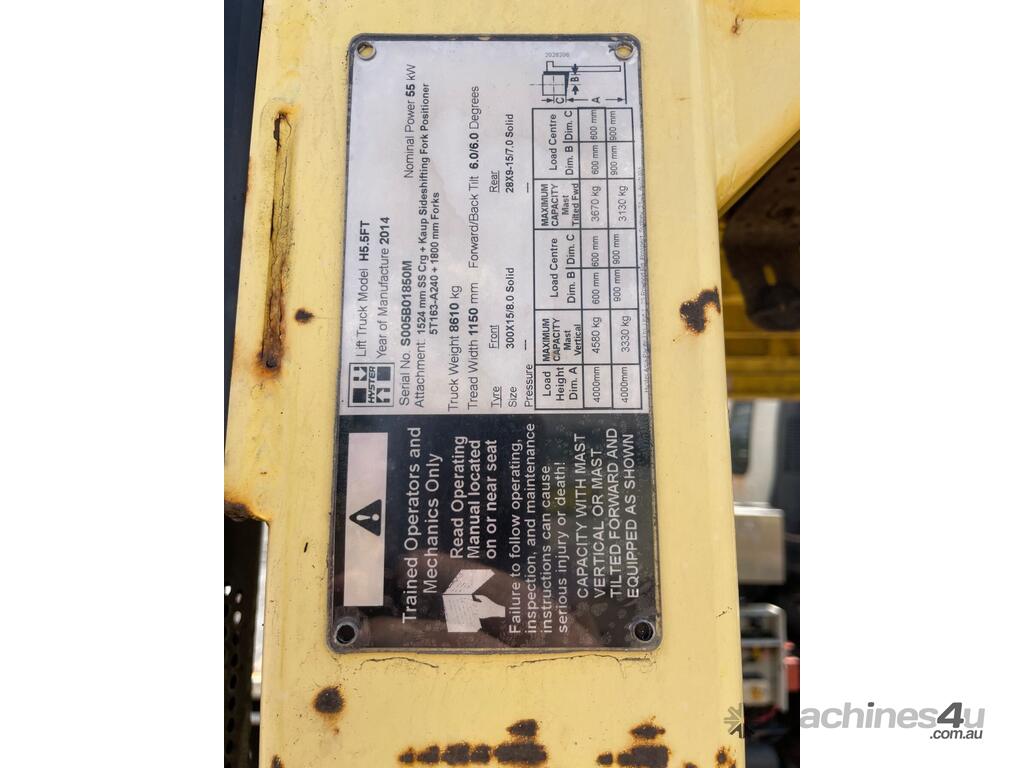 HYSTER
Lift Truck Model H5.5FT
Year of Manufacture 2014 Nominal Power 55 kW
Serial No. S005B01850M
Attachment: 1524 mm SS Crg + Kaup Sideshifting Fork Positioner
5T163-A240 + 1800 mm Forks
Truck Weight 8610 kg
Tread Width 1150 mm Forward/Back Tilt 6.0/6.0 Degrees
Tyre Front Rear
Size 300X15/8.0 Solid 28X9-15/7.0 Solid
Pressure --- ---
2028206
B
C A
Load Height Dim. A MAXIMUM CAPACITY Mast Vertical Load Centre Dim. B Dim. C MAXIMUM CAPACITY Mast Tilted Fwd Load Centre Dim. B Dim. C
4000mm 4580 kg 600 mm 600 mm 3670 kg 600 mm 600 mm
4000mm 3330 kg 900 mm 900 mm 3130 kg 900 mm 900 mm
Trained Operators and
Mechanics Only
Read Operating
Manual located
on or near seat
Failure to follow operating,
inspection, and maintenance
instructions can cause
serious injury or death!
CAPACITY WITH MAST
VERTICAL OR MAST
TILTED FORWARD AND
EQUIPPED AS SHOWN
machines4u
.com.au